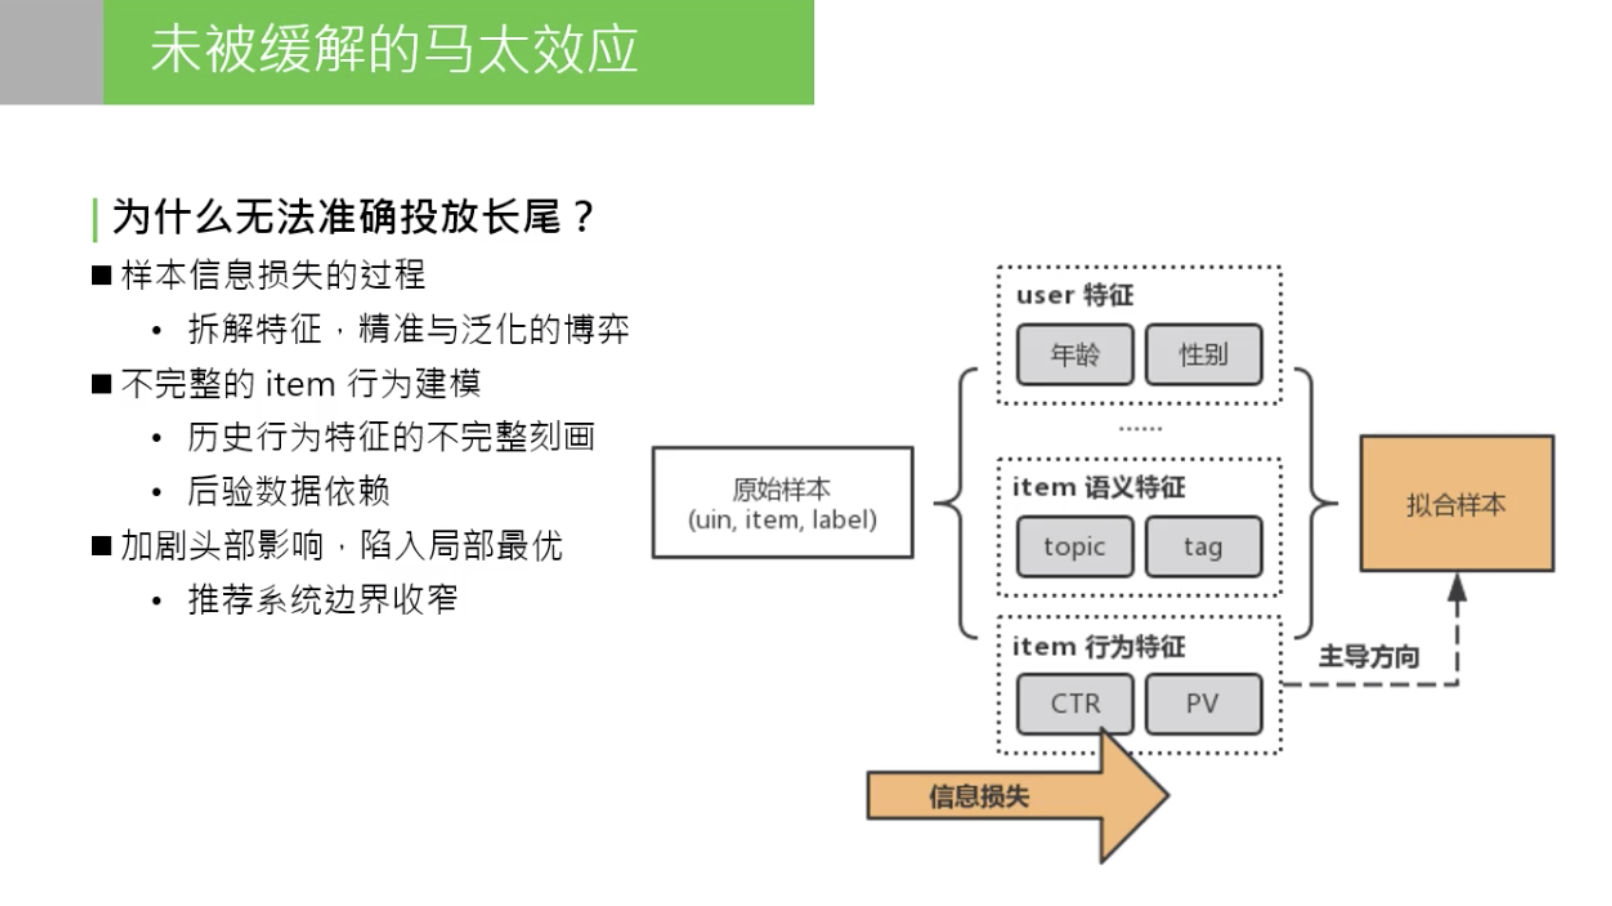 未被缓解的马太效应
为什么无法准确投放长尾？
样本信息损失的过程
• 拆解特征，精准与泛化的博弈
不完整的 item 行为建模
• 历史行为特征的不完整刻画
• 后验数据依赖
加剧头部影响，陷入局部最优
• 推荐系统边界收窄
原始样本
(uin, item, label)
user 特征
年龄
性别
......
item 语义特征
topic
tag
item 行为特征
CTR
PV
拟合样本
主导方向
信息损失